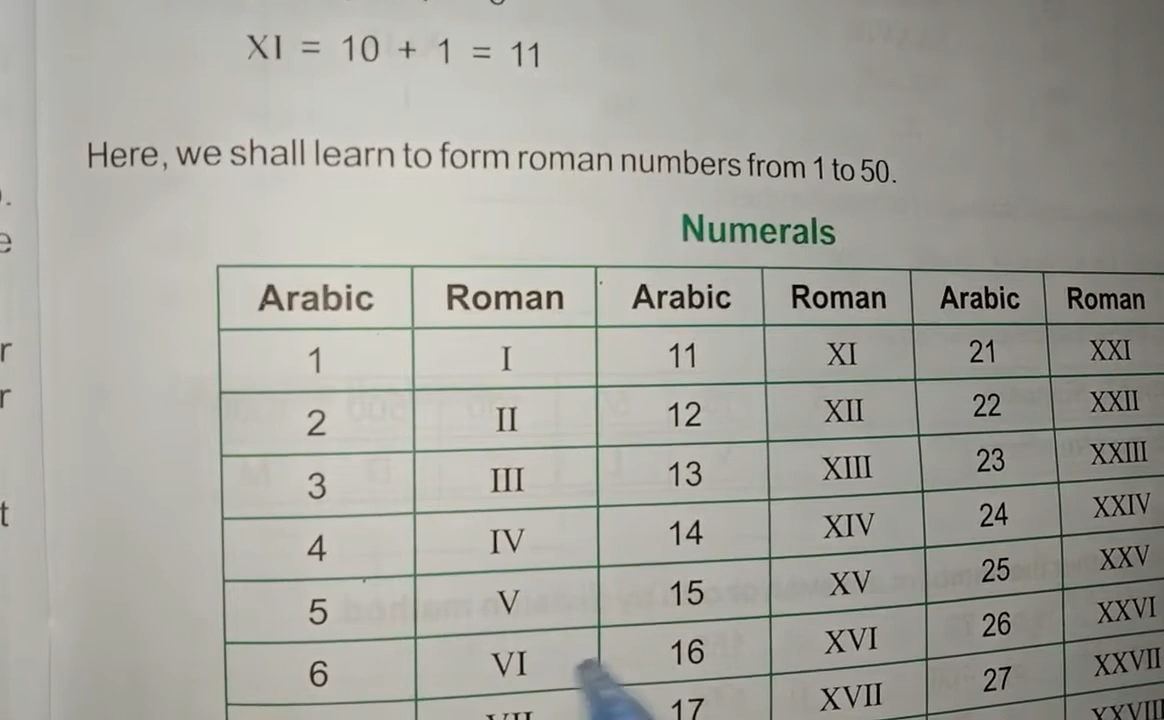 XI = 10 + 1 = 11
Here, we shall learn to form roman numbers from 1 to 50.
Numerals
Arabic Roman Arabic Roman Arabic Roman
1 I 11 XI 21 XXI
2 II 12 XII 22 XXII
3 III 13 XIII 23 XXIII
4 IV 14 XIV 24 XXIV
5 V 15 XV 25 XXV
6 VI 16 XVI 26 XXVI
VII 17 XVII 27 XXVII
XXVIII